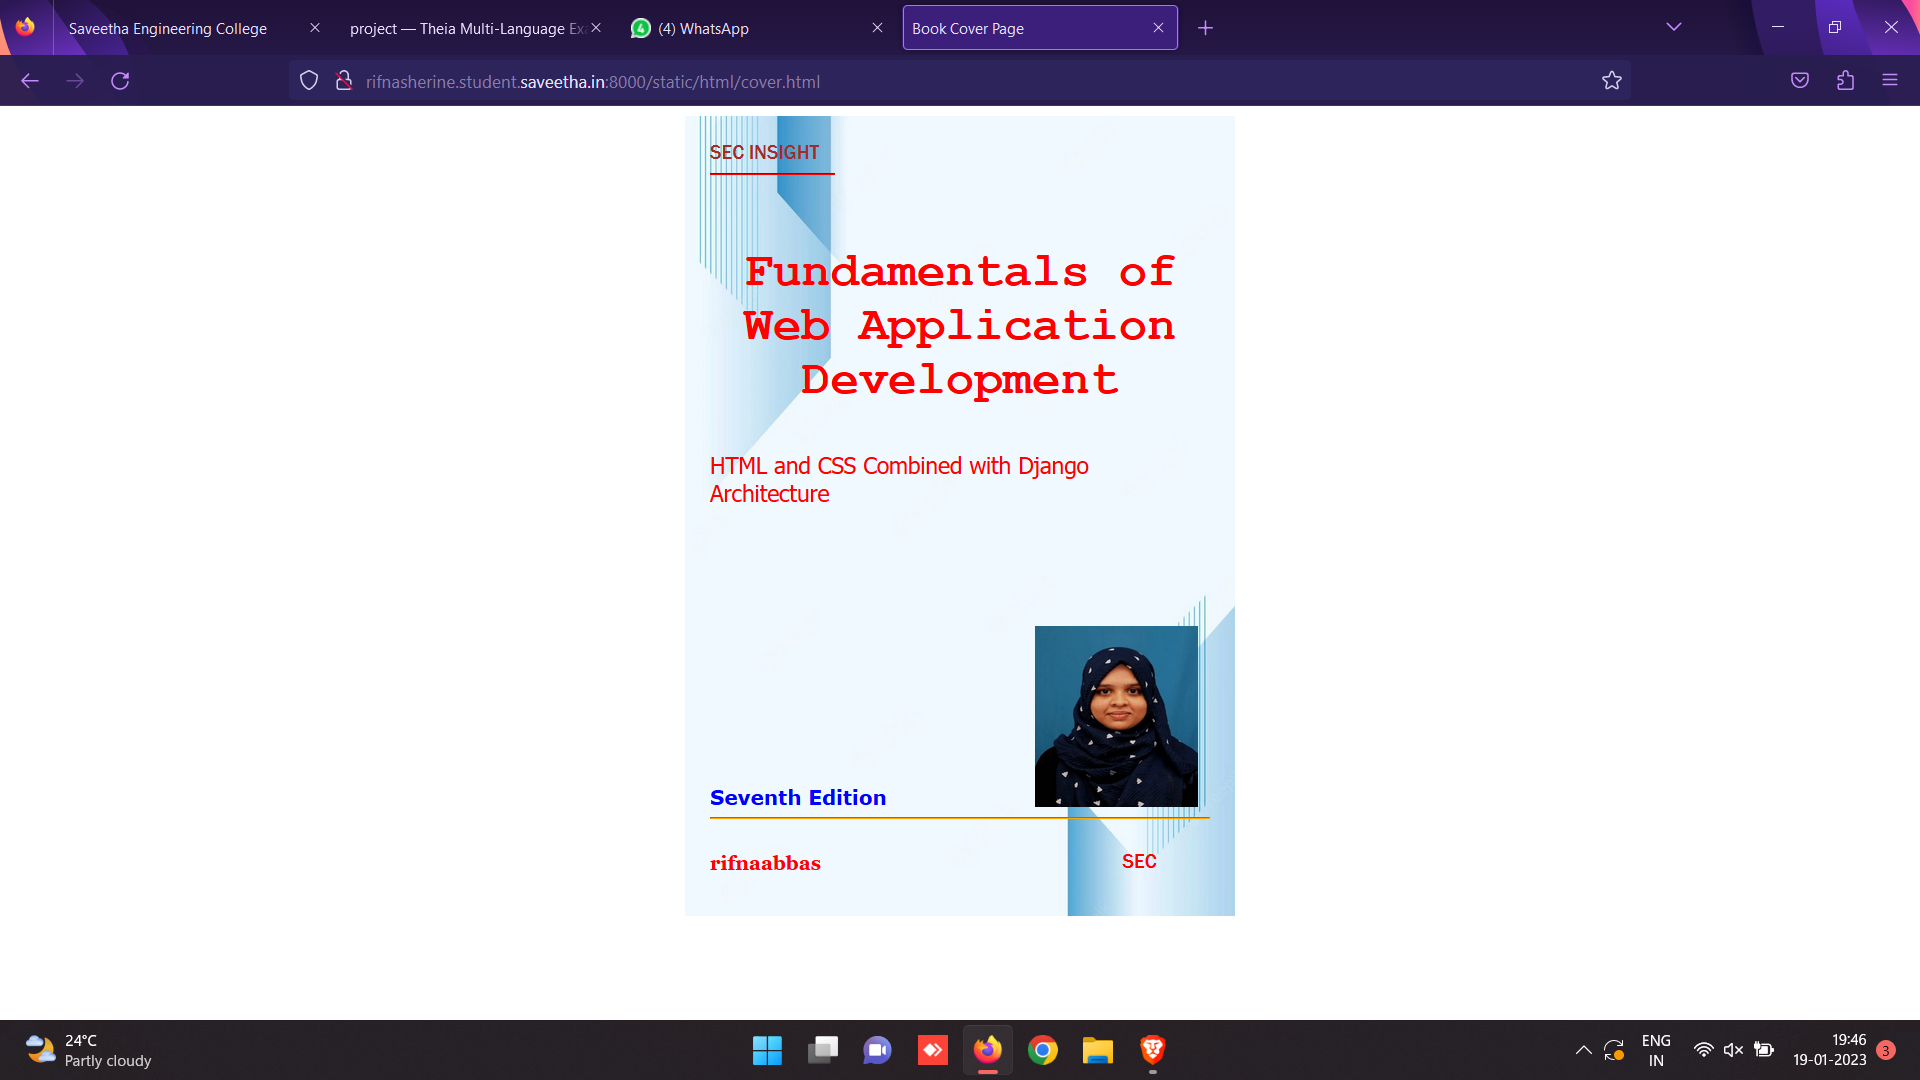 Saveetha Engineering College
project — Theia Multi-Language Ex
4
(4) WhatsApp
Book Cover Page
rifnasherine.student.saveetha.in:8000/static/html/cover.html
SEC INSIGHT
Fundamentals of
Web Application
Development
HTML and CSS Combined with Django
Architecture
Seventh Edition
rifnaabbas
SEC
24°C
Partly cloudy
ENG
IN
19:46
19-01-2023
3